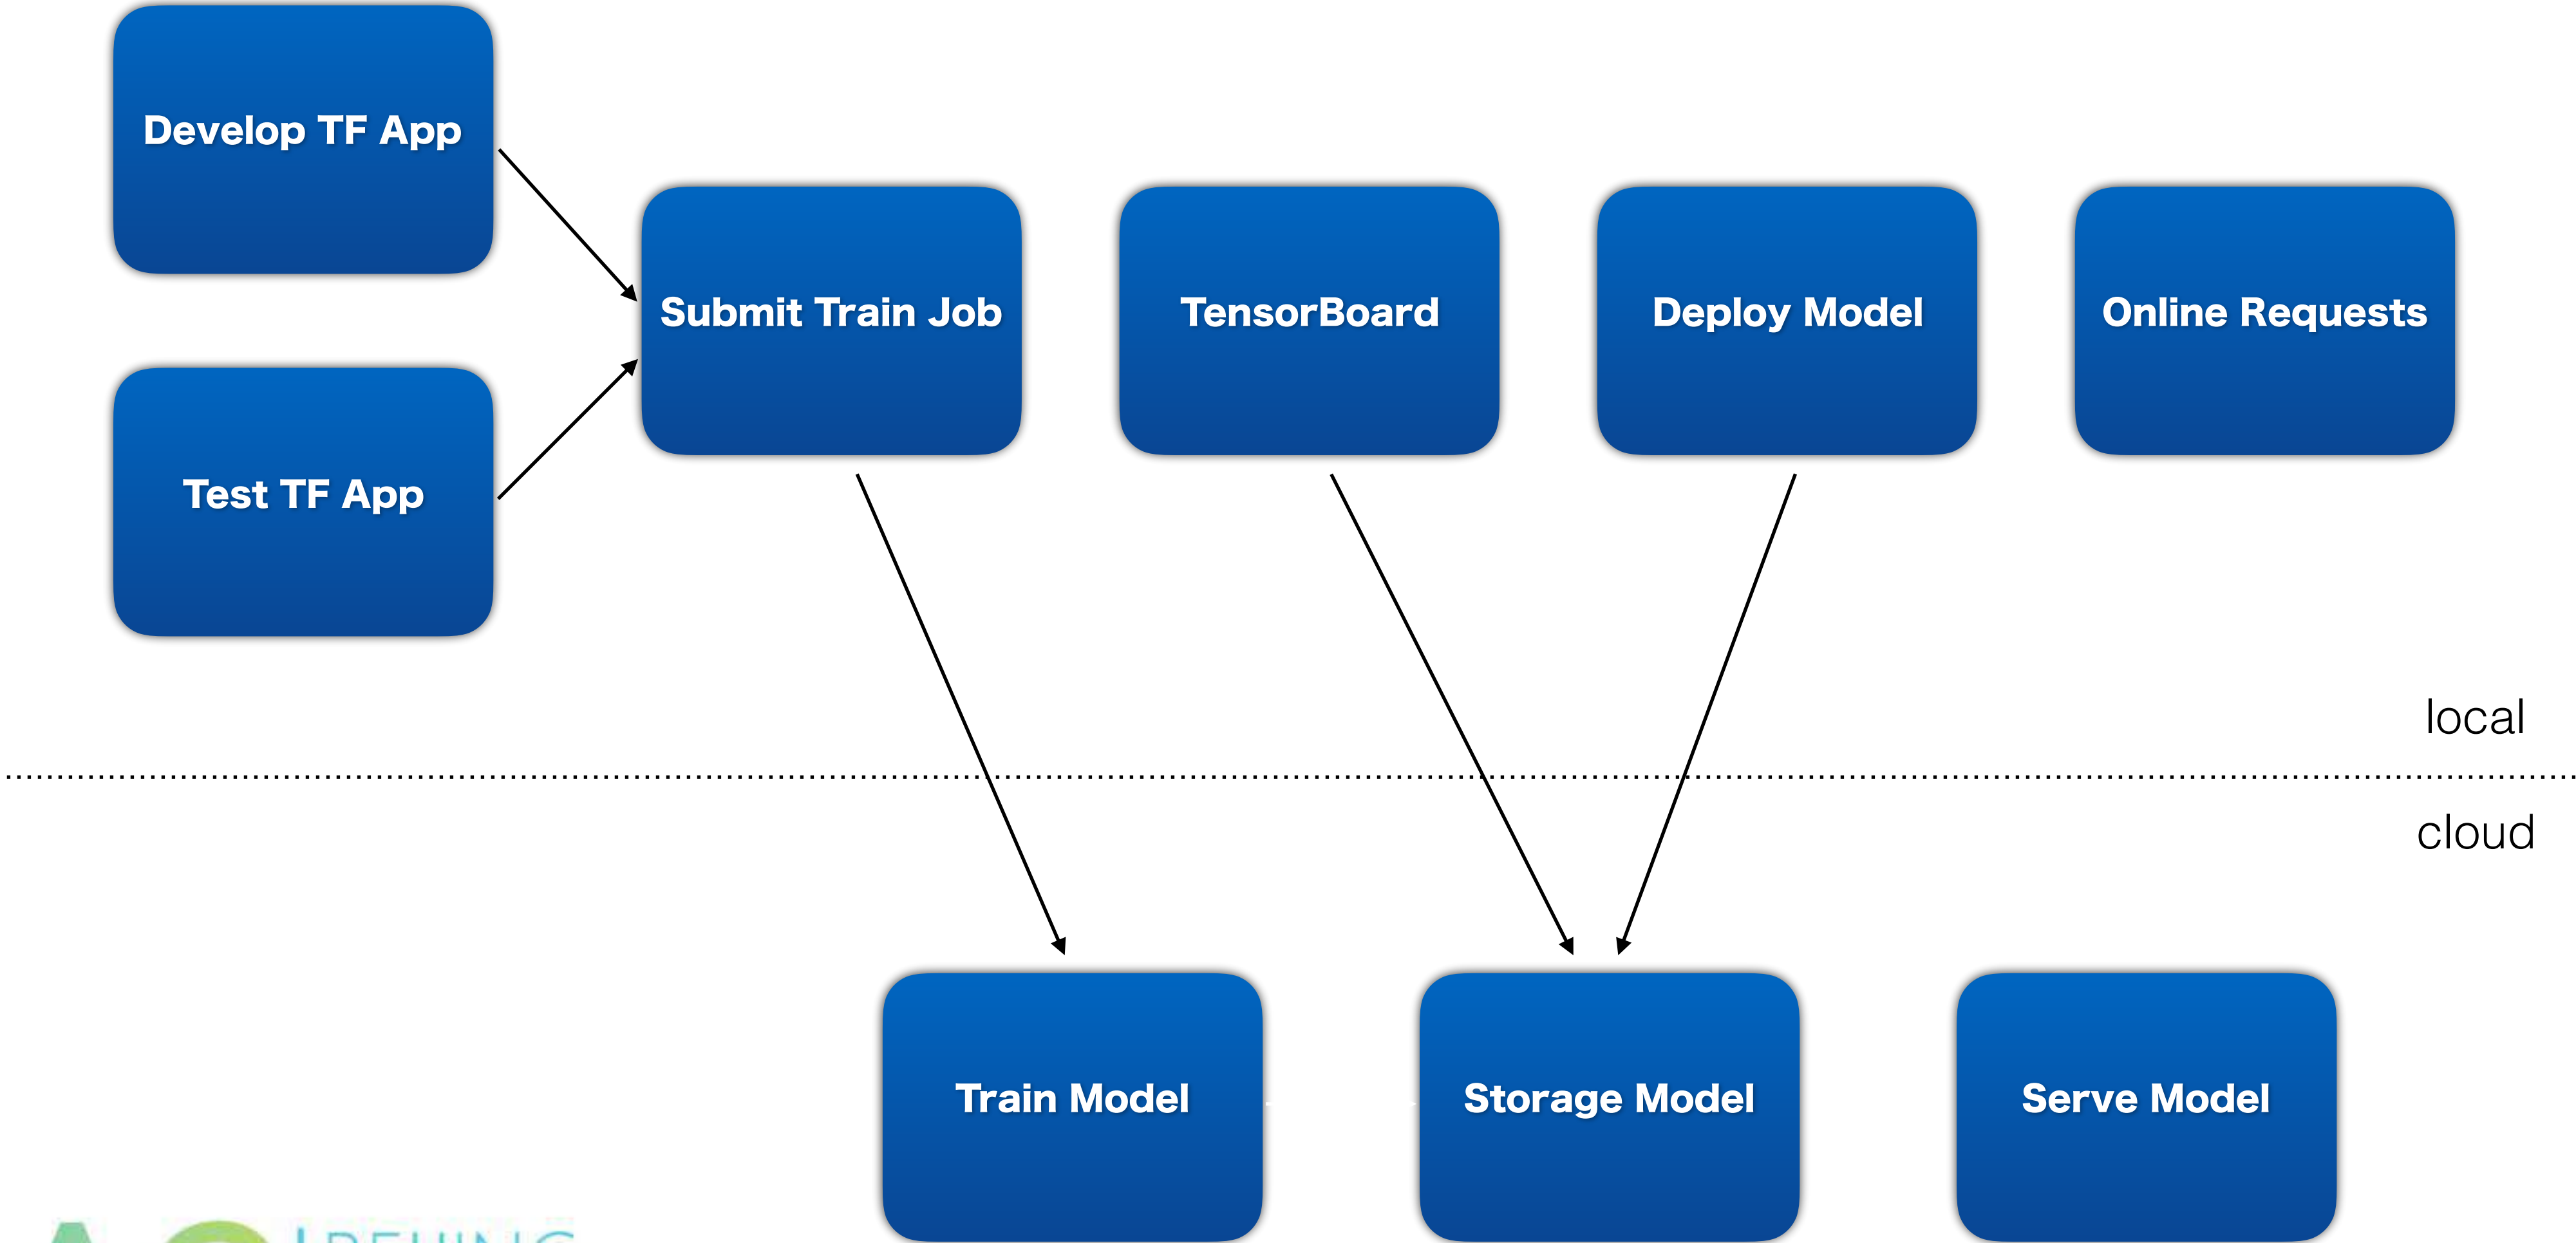 Develop TF App
Submit Train Job
TensorBoard
Deploy Model
Online Requests
Test TF App
local
cloud
Train Model
Storage Model
Serve Model